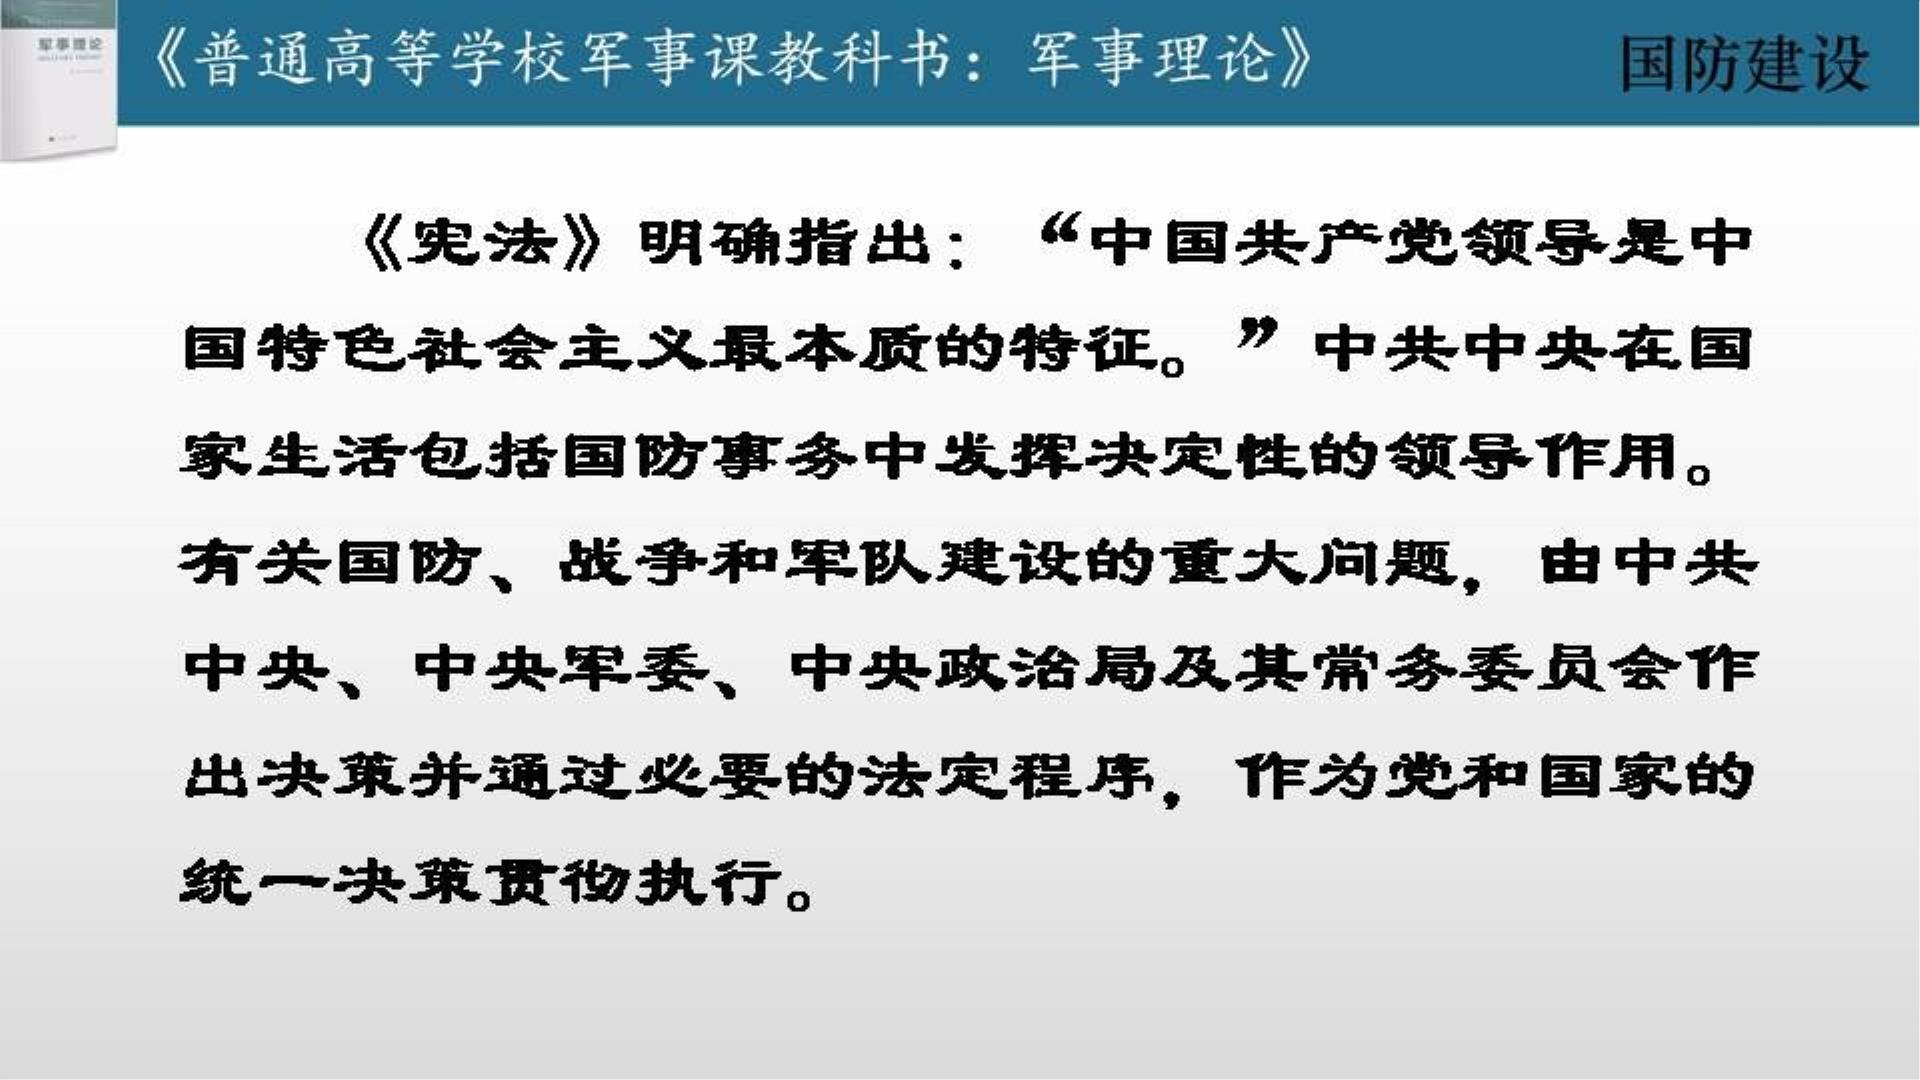 军事理论
《普通高等学校军事课教科书：军事理论》
国防建设
《宪法》明确指出：“中国共产党领导是中
国特色社会主义最本质的特征。”中共中央在国
家生活包括国防事务中发挥决定性的领导作用。
有关国防、战争和军队建设的重大问题，由中共
中央、中央军委、中央政治局及其常务委员会作
出决策并通过必要的法定程序，作为党和国家的
统一决策贯彻执行。